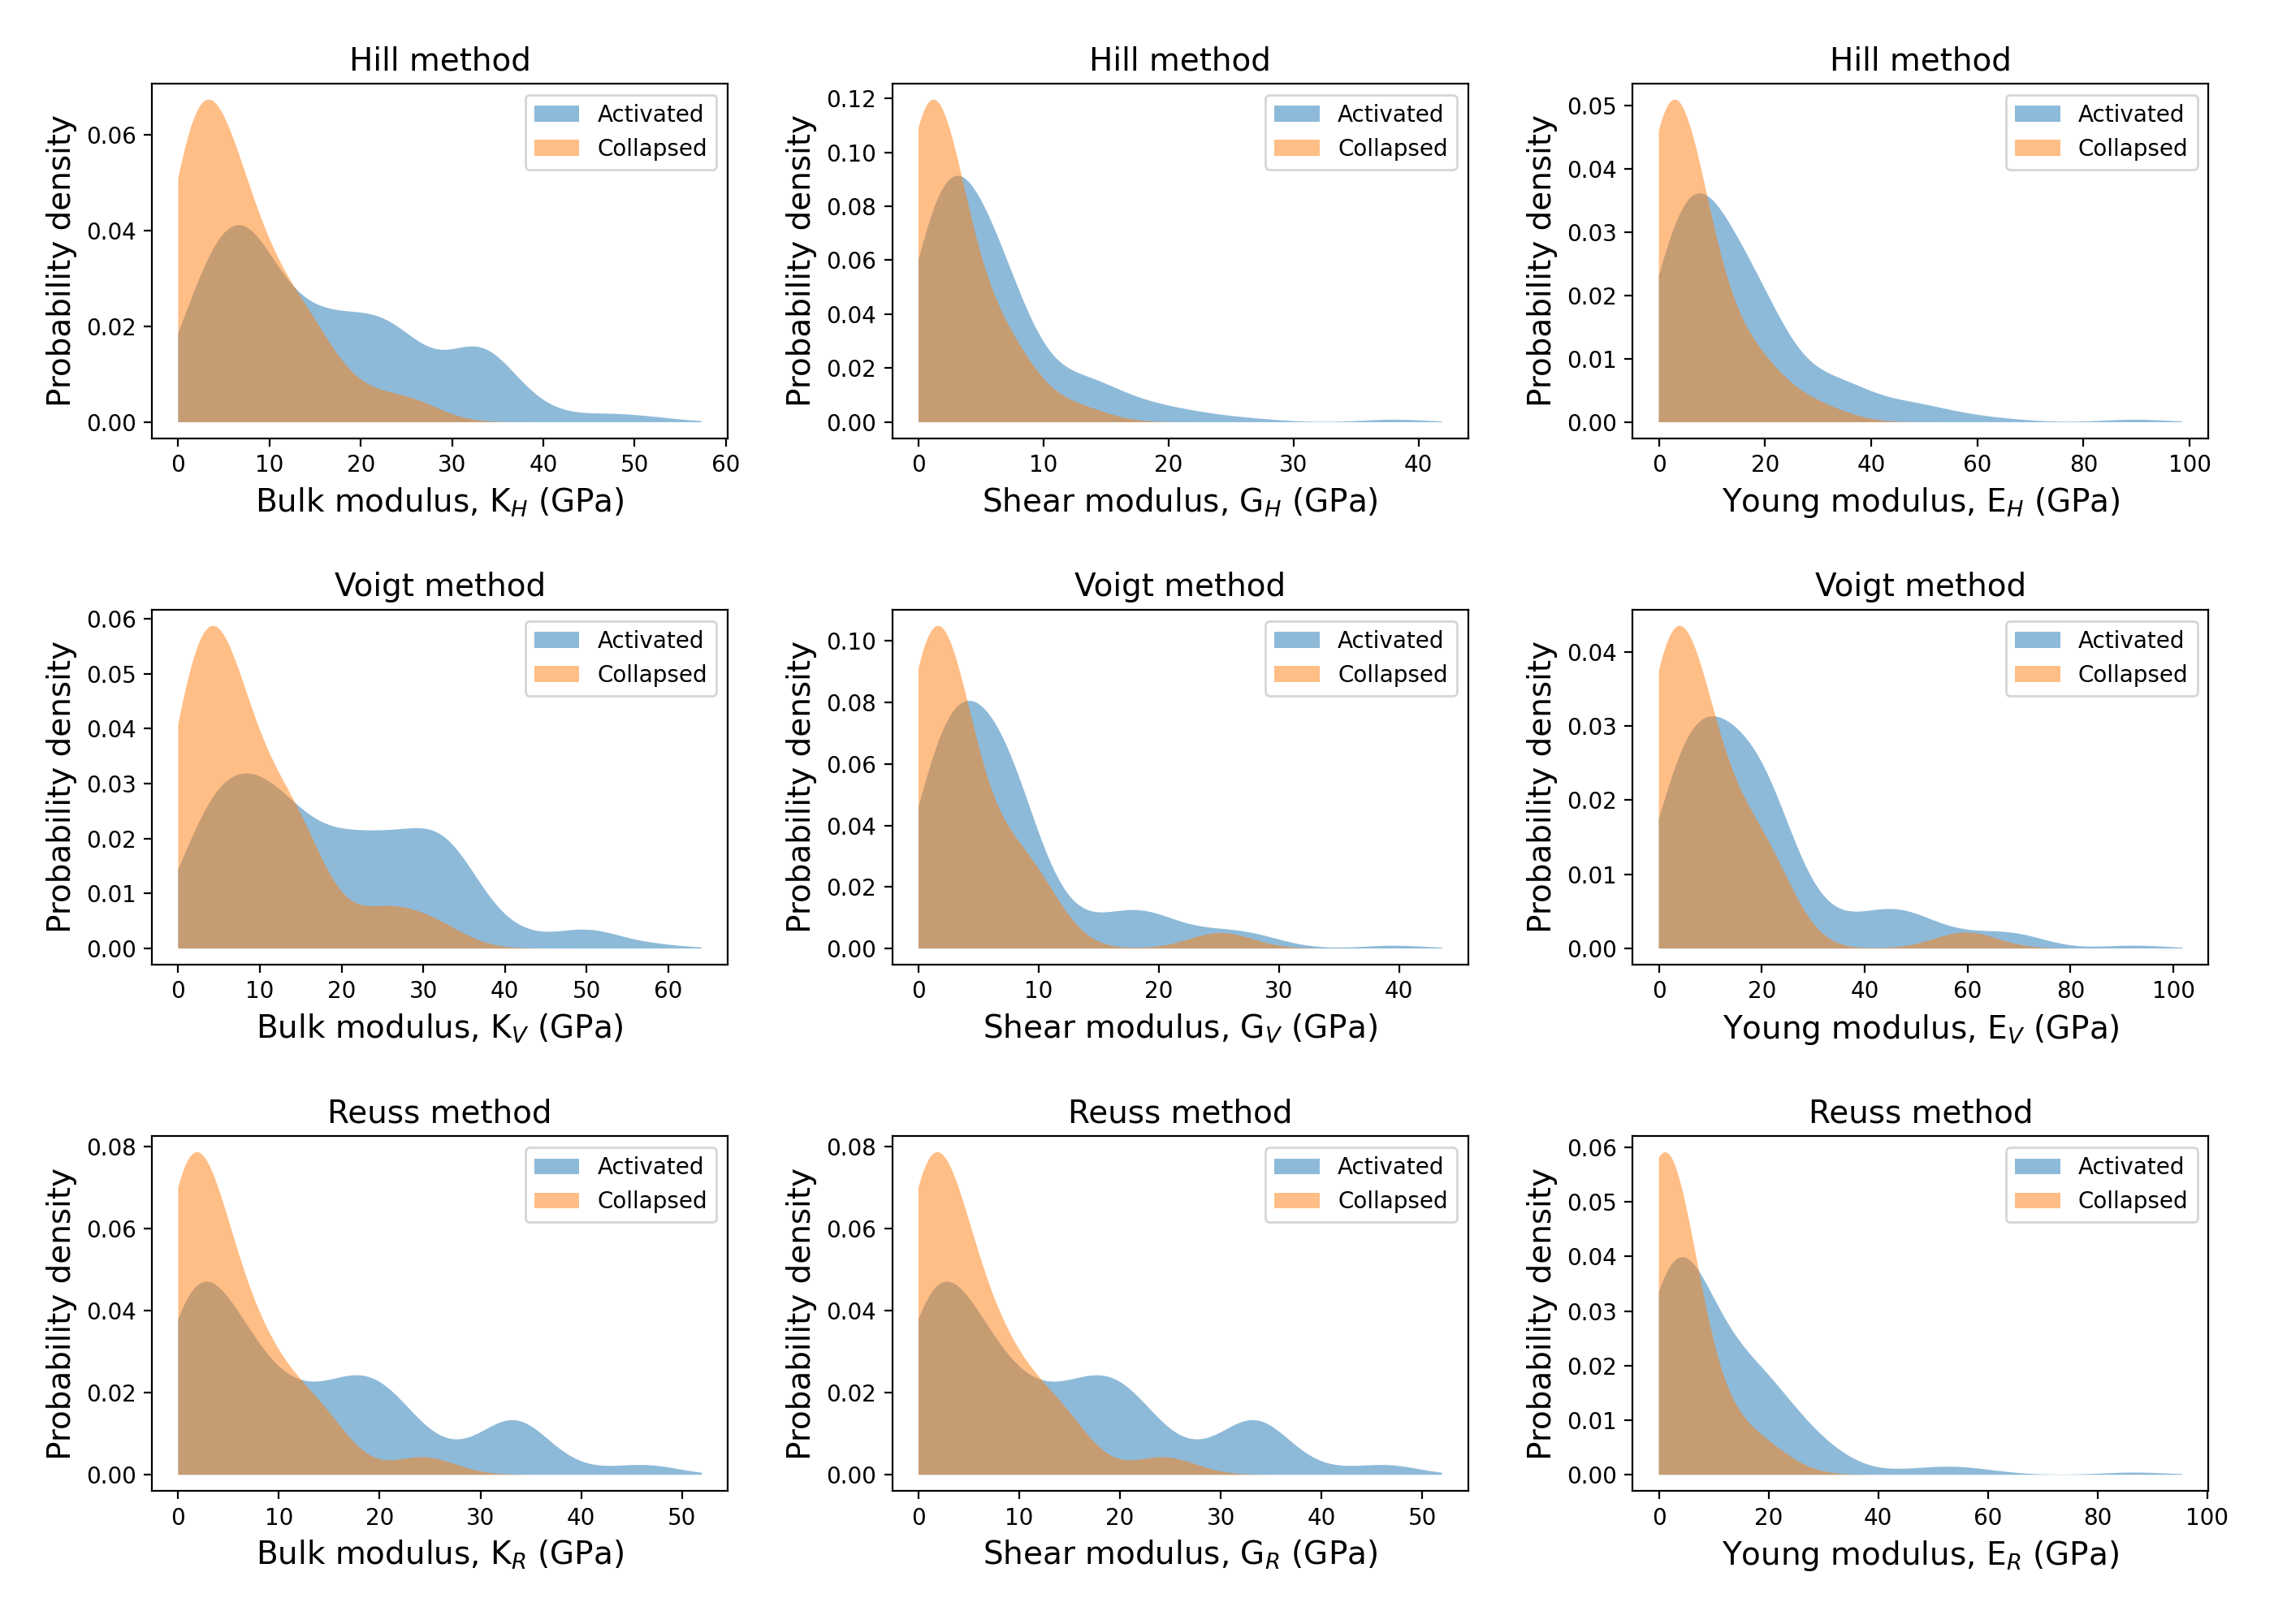 Hill method
Probability density
0.06
0.04
0.02
0.00
Activated
Collapsed
0 10 20 30 40 50 60
Bulk modulus, K_H (GPa)
Hill method
Probability density
0.12
0.10
0.08
0.06
0.04
0.02
0.00
Activated
Collapsed
0 10 20 30 40
Shear modulus, G_H (GPa)
Hill method
Probability density
0.05
0.04
0.03
0.02
0.01
0.00
Activated
Collapsed
0 20 40 60 80 100
Young modulus, E_H (GPa)
Voigt method
Probability density
0.06
0.05
0.04
0.03
0.02
0.01
0.00
Activated
Collapsed
0 10 20 30 40 50 60
Bulk modulus, K_V (GPa)
Voigt method
Probability density
0.10
0.08
0.06
0.04
0.02
0.00
Activated
Collapsed
0 10 20 30 40
Shear modulus, G_V (GPa)
Voigt method
Probability density
0.04
0.03
0.02
0.01
0.00
Activated
Collapsed
0 20 40 60 80 100
Young modulus, E_V (GPa)
Reuss method
Probability density
0.08
0.06
0.04
0.02
0.00
Activated
Collapsed
0 10 20 30 40 50
Bulk modulus, K_R (GPa)
Reuss method
Probability density
0.08
0.06
0.04
0.02
0.00
Activated
Collapsed
0 10 20 30 40 50
Shear modulus, G_R (GPa)
Reuss method
Probability density
0.06
0.05
0.04
0.03
0.02
0.01
0.00
Activated
Collapsed
0 20 40 60 80 100
Young modulus, E_R (GPa)